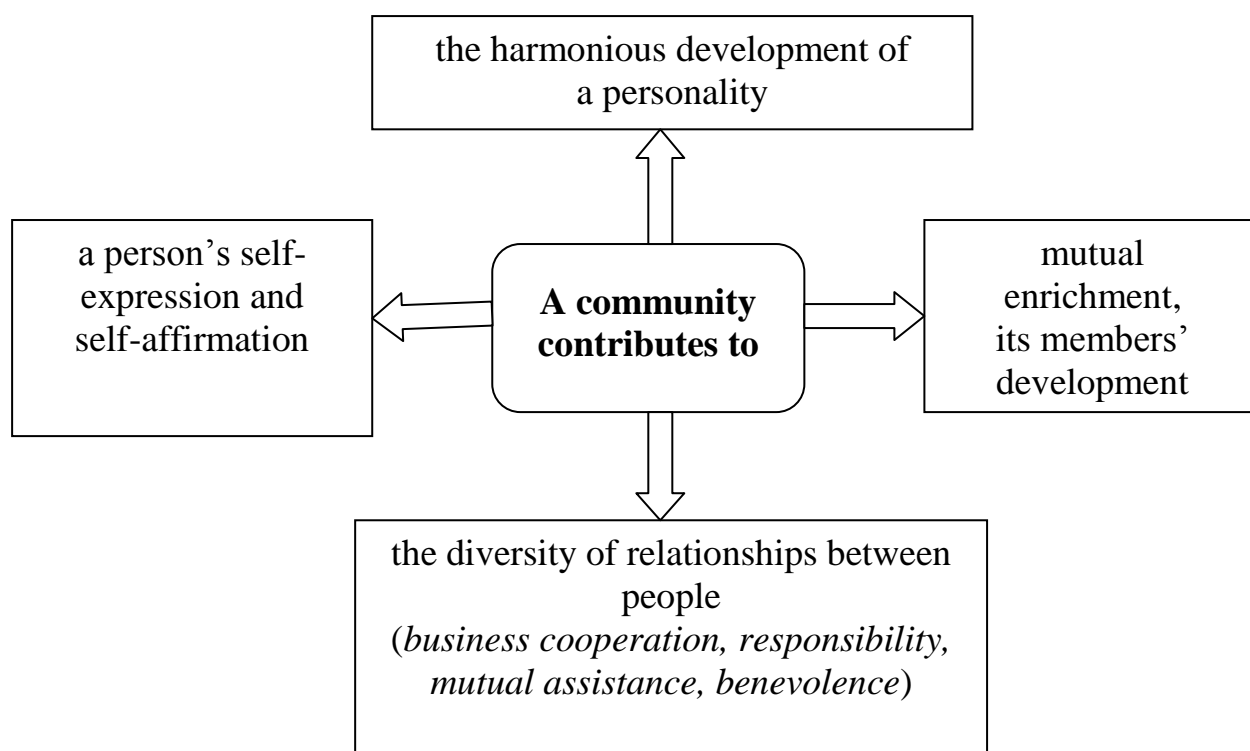 the harmonious development of
a personality
a person’s self-
expression and
self-affirmation
A community
contributes to
mutual
enrichment,
its members’
development
the diversity of relationships between
people
(business cooperation, responsibility,
mutual assistance, benevolence)